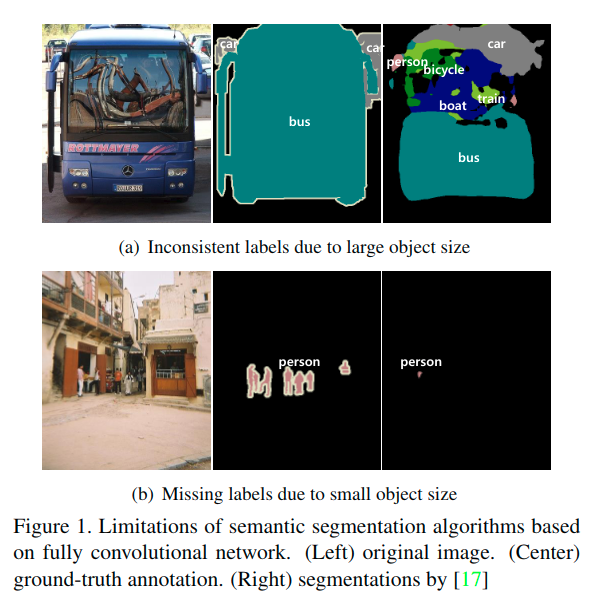 car
car
bus
car
person
bicycle
train
boat
bus
BOTTMAYER
(a) Inconsistent labels due to large object size
person
person
(b) Missing labels due to small object size
Figure 1. Limitations of semantic segmentation algorithms based
on fully convolutional network. (Left) original image. (Center)
ground-truth annotation. (Right) segmentations by [17]